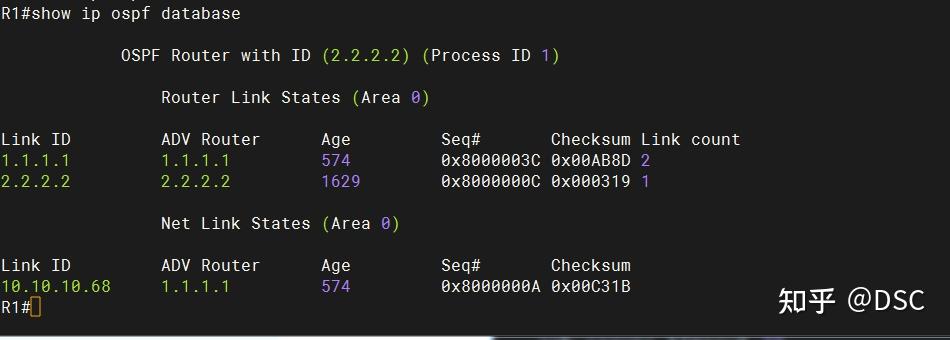 R1#show ip ospf database
OSPF Router with ID (2.2.2.2) (Process ID 1)
Router Link States (Area 0)
Link ID ADV Router Age Seq# Checksum Link count
1.1.1.1 1.1.1.1 574 0x8000003C 0x00AB8D 2
2.2.2.2 2.2.2.2 1629 0x8000000C 0x000319 1
Net Link States (Area 0)
Link ID ADV Router Age Seq# Checksum
10.10.10.68 1.1.1.1 574 0x8000000A 0x00C31B
R1#
知乎 @DSC